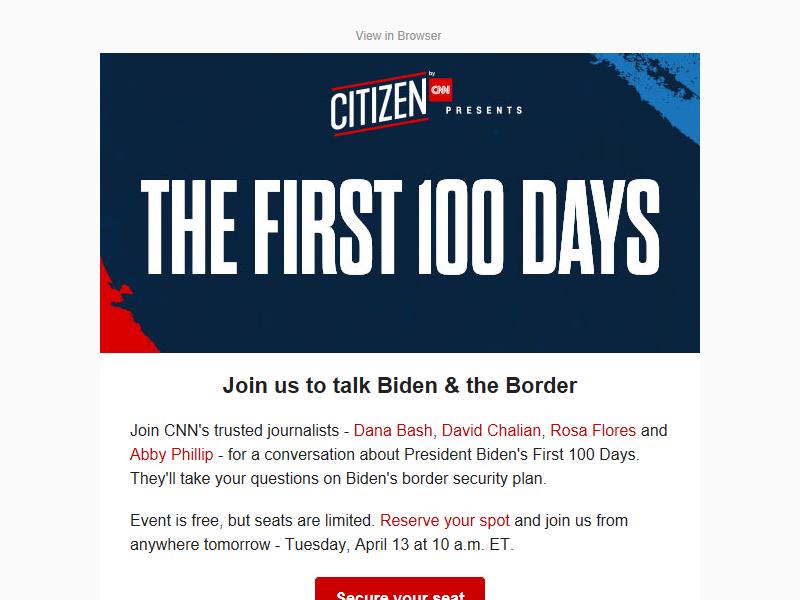 View in Browser
CITIZEN by CNN
PRESENTS
THE FIRST 100 DAYS
Join us to talk Biden & the Border
Join CNN's trusted journalists - Dana Bash, David Chalian, Rosa Flores and
Abby Phillip - for a conversation about President Biden's First 100 Days.
They'll take your questions on Biden's border security plan.
Event is free, but seats are limited. Reserve your spot and join us from
anywhere tomorrow - Tuesday, April 13 at 10 a.m. ET.
Secure your seat